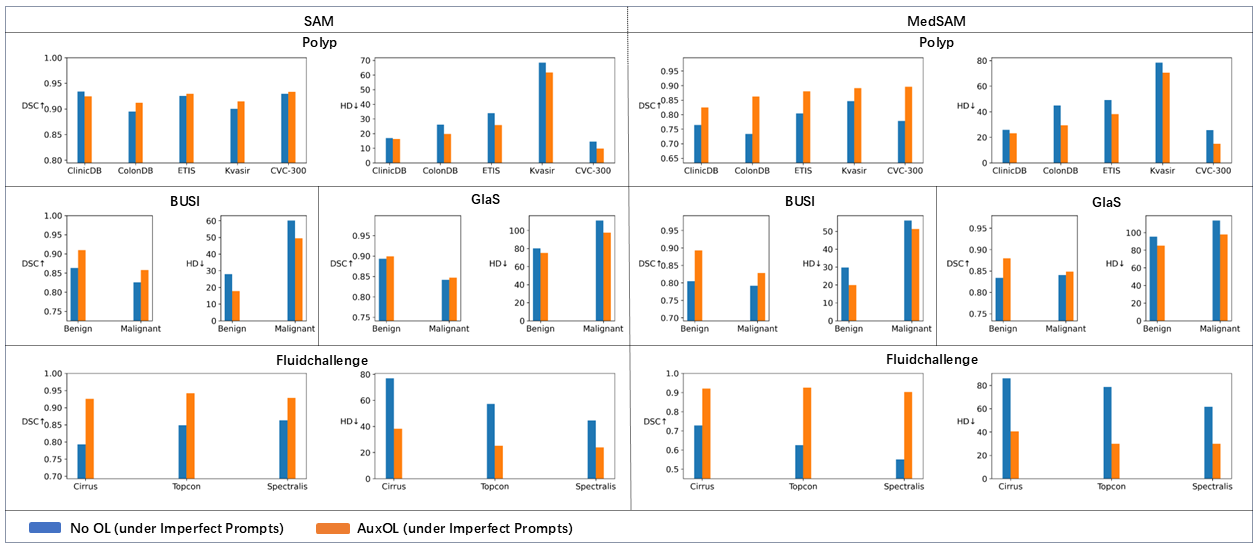 SAM
MedSAM
Polyp
Polyp
1.00
0.95
0.90
0.85
0.80
DSC↑
ClinicDB ColonDB ETIS Kvasir CVC-300
70
60
50
40
30
20
10
0
HD↓
ClinicDB ColonDB ETIS Kvasir CVC-300
0.95
0.90
0.85
0.80
0.75
0.70
0.65
DSC↑
ClinicDB ColonDB ETIS Kvasir CVC-300
80
60
40
20
0
HD↓
ClinicDB ColonDB ETIS Kvasir CVC-300
BUSI
GlaS
BUSI
GlaS
1.00
0.95
0.90
0.85
0.80
0.75
DSC↑
Benign Malignant
60
50
40
30
20
10
0
HD↓
Benign Malignant
0.95
0.90
0.85
0.80
0.75
DSC↑
Benign Malignant
100
80
60
40
20
0
HD↓
Benign Malignant
0.95
0.90
0.85
0.80
0.75
0.70
DSC↑
Benign Malignant
50
40
30
20
10
0
HD↓
Benign Malignant
0.95
0.90
0.85
0.80
0.75
DSC↑
Benign Malignant
100
80
60
40
20
0
HD↓
Benign Malignant
Fluidchallenge
Fluidchallenge
1.00
0.95
0.90
0.85
0.80
0.75
0.70
DSC↑
Cirrus Topcon Spectralis
80
60
40
20
0
HD↓
Cirrus Topcon Spectralis
1.0
0.9
0.8
0.7
0.6
0.5
DSC↑
Cirrus Topcon Spectralis
80
60
40
20
0
HD↓
Cirrus Topcon Spectralis
No OL (under Imperfect Prompts) AuxOL (under Imperfect Prompts)